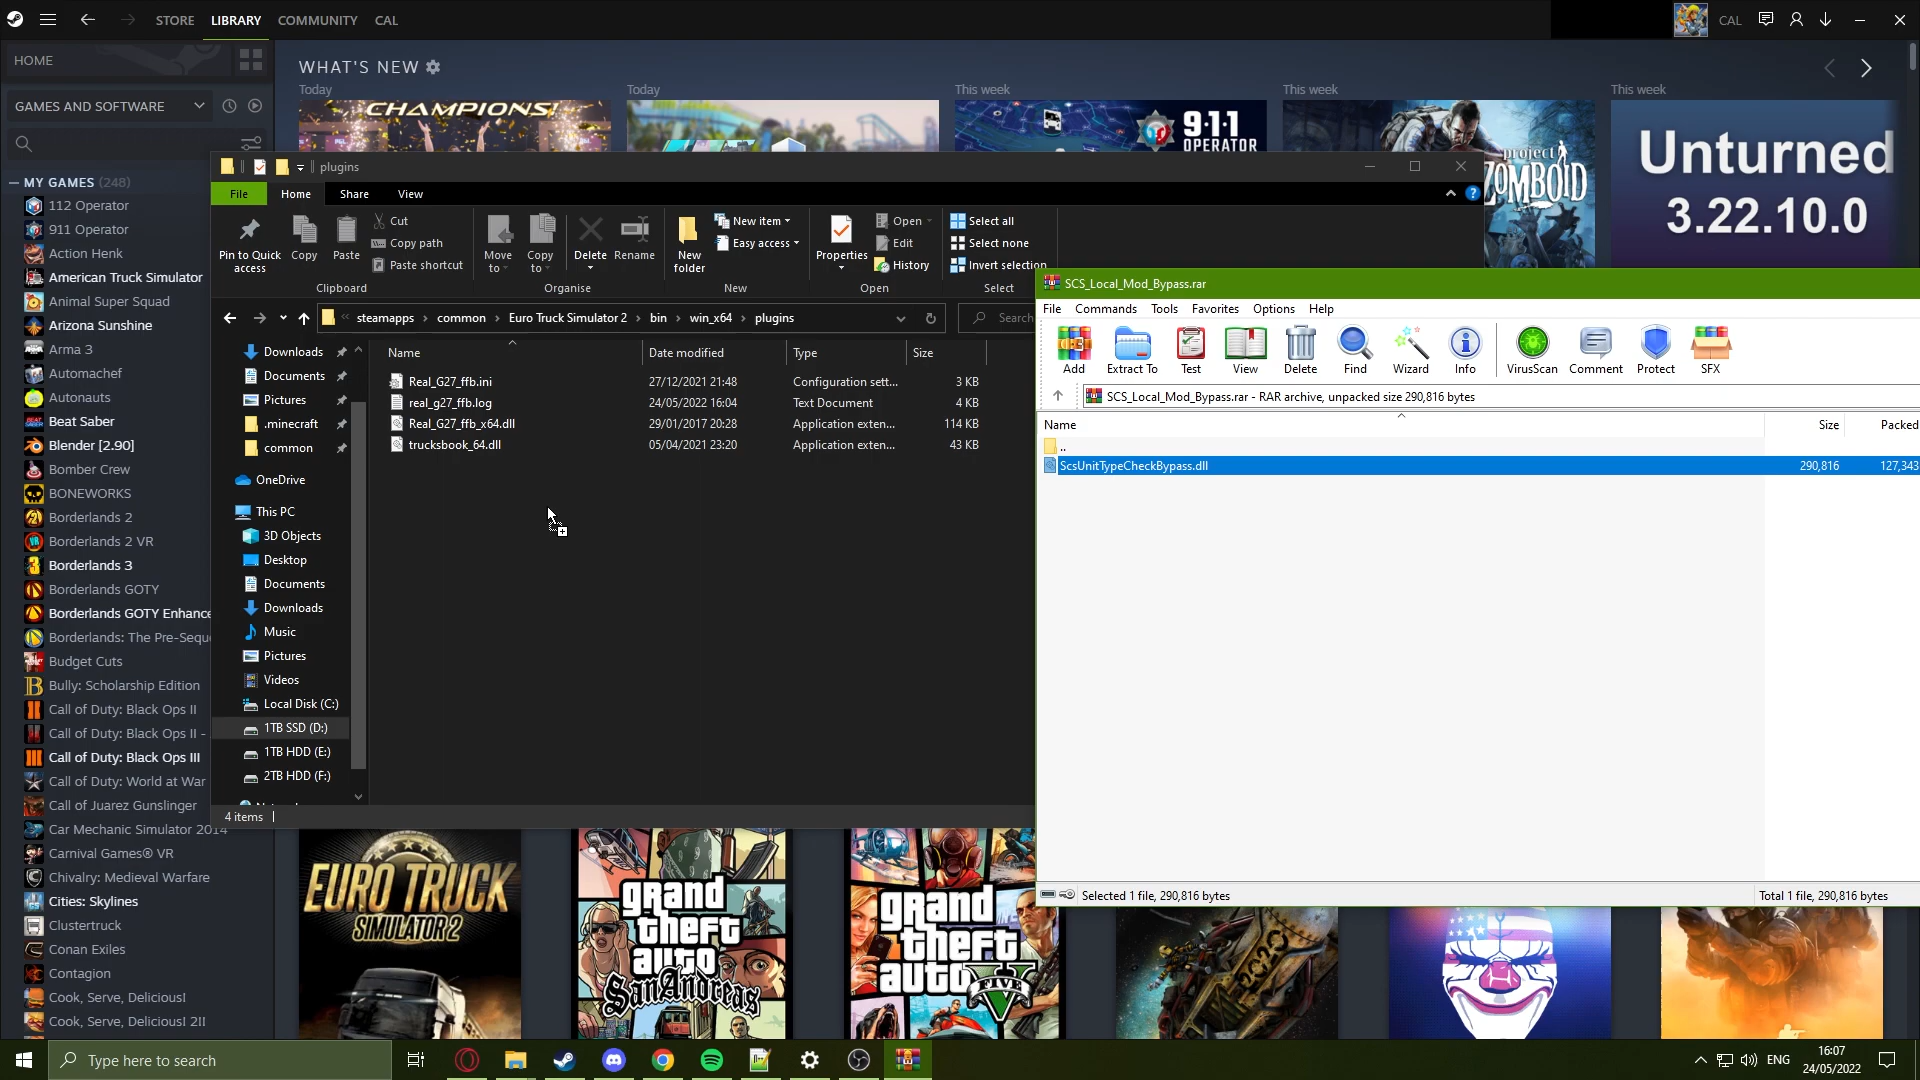 STORE
LIBRARY
COMMUNITY
CAL
CAL
HOME
GAMES AND SOFTWARE
WHAT'S NEW
Today
Today
This week
This week
This week
CHAMPIONS!
9-1-1
OPERATOR
project
ZOMBOID
Unturned
3.22.10.0
MY GAMES (248)
112 Operator
911 Operator
Action Henk
American Truck Simulator
Animal Super Squad
Arizona Sunshine
Arma 3
Automachef
Autonauts
Beat Saber
Blender [2.90]
Bomber Crew
BONEWORKS
Borderlands 2
Borderlands 2 VR
Borderlands 3
Borderlands GOTY
Borderlands GOTY Enhance
Borderlands: The Pre-Sequ
Budget Cuts
Bully: Scholarship Edition
Call of Duty: Black Ops II
Call of Duty: Black Ops II -
Call of Duty: Black Ops III
Call of Duty: World at War
Call of Juarez Gunslinger
Car Mechanic Simulator 2014
Carnival Games® VR
Chivalry: Medieval Warfare
Cities: Skylines
Clustertruck
Conan Exiles
Contagion
Cook, Serve, Delicious!
Cook, Serve, Delicious! 2!!
plugins
File
Home
Share
View
Pin to Quick access
Copy
Paste
Cut
Copy path
Paste shortcut
Clipboard
Move to
Copy to
Delete
Rename
Organise
New folder
New item
Easy access
New
Properties
Open
Edit
History
Open
Select all
Select none
Invert selection
Select
steamapps
common
Euro Truck Simulator 2
bin
win_x64
plugins
Search
Downloads
Documents
Pictures
.minecraft
common
OneDrive
This PC
3D Objects
Desktop
Documents
Downloads
Music
Pictures
Videos
Local Disk (C:)
1TB SSD (D:)
1TB HDD (E:)
2TB HDD (F:)
Name Date modified Type Size
Real_G27_ffb.ini 27/12/2021 21:48 Configuration sett... 3 KB
real_g27_ffb.log 24/05/2022 16:04 Text Document 4 KB
Real_G27_ffb_x64.dll 29/01/2017 20:28 Application exten... 114 KB
trucksbook_64.dll 05/04/2021 23:20 Application exten... 43 KB
4 items
SCS_Local_Mod_Bypass.rar
File Commands Tools Favorites Options Help
Add
Extract To
Test
View
Delete
Find
Wizard
Info
VirusScan
Comment
Protect
SFX
SCS_Local_Mod_Bypass.rar - RAR archive, unpacked size 290,816 bytes
Name Size Packed
..
ScsUnitTypeCheckBypass.dll 290,816 127,343
Selected 1 file, 290,816 bytes
Total 1 file, 290,816 bytes
EURO TRUCK
SIMULATOR 2
grand
theft
auto
SanAndreas
grand
theft
auto
FIVE
2020
Type here to search
ENG
16:07
24/05/2022